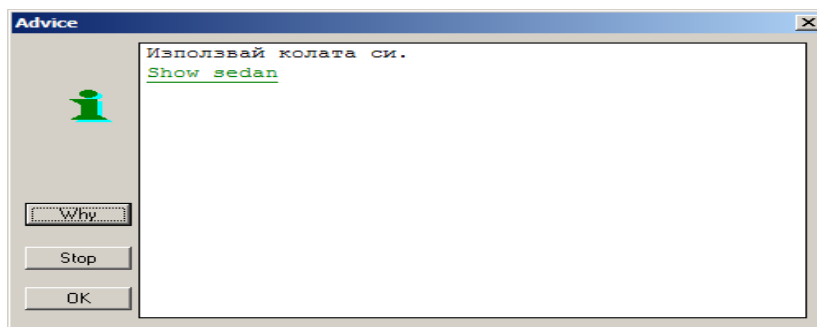 Advice
Използвай колата си.
Show sedan
Why
Stop
OK